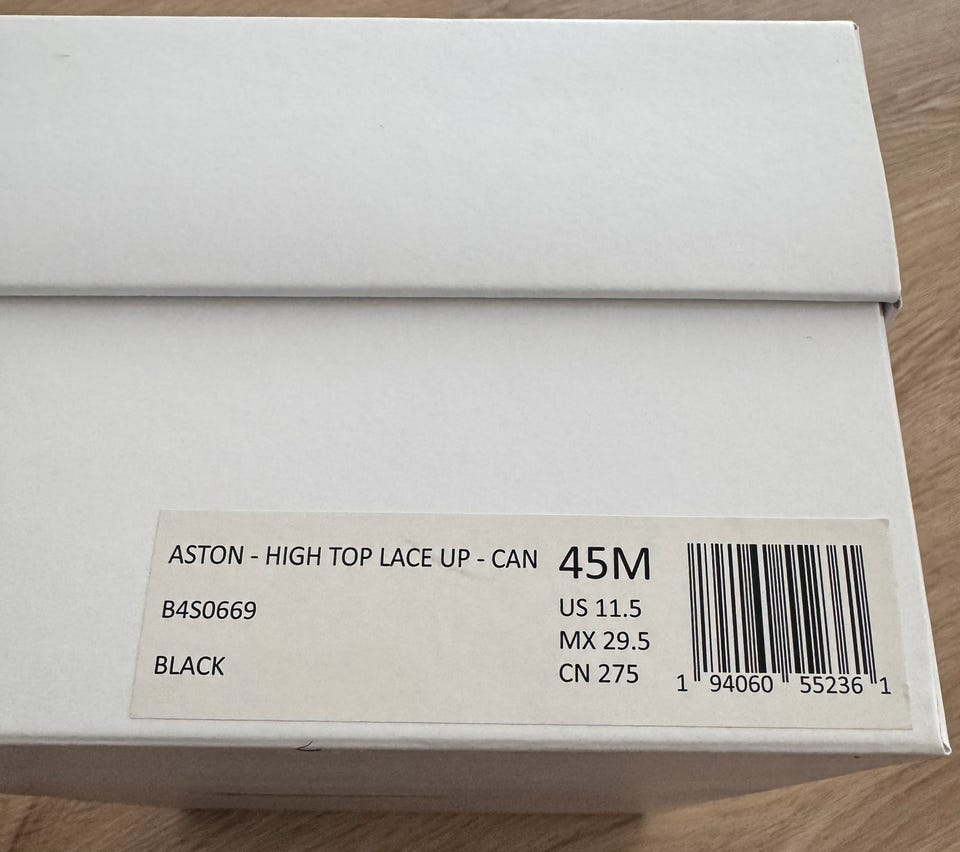 ASTON - HIGH TOP LACE UP - CAN 45M
B4S0669 US 11.5
MX 29.5
BLACK CN 275
1 94060 55236 1